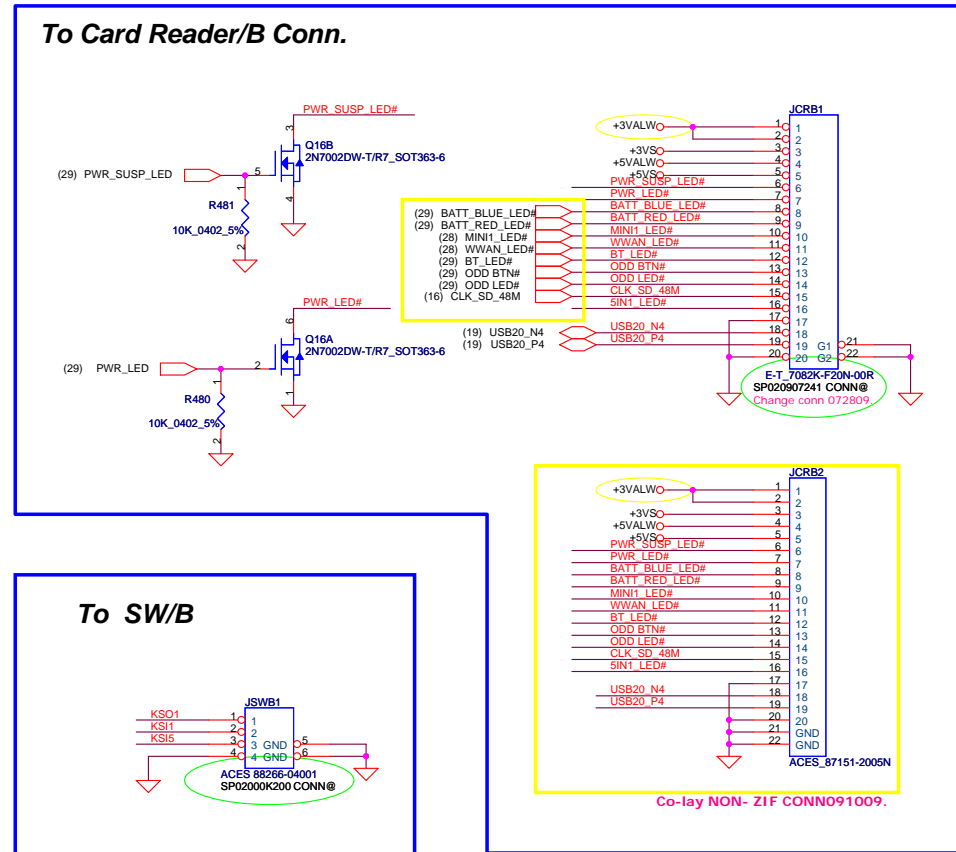 To Card Reader/B Conn.
PWR_SUSP_LED#
3
Q16B
2N7002DW-T/R7_SOT363-6
(29) PWR_SUSP_LED
5
1
4
R481
10K_0402_5%
2
PWR_LED#
6
Q16A
2N7002DW-T/R7_SOT363-6
(29) PWR_LED
2
1
1
R480
10K_0402_5%
2
JCRB1
+3VALW
1 1
2 2
+3VS 3 3
+5VALW 4 4
+5VS 5 5
PWR_SUSP_LED# 6 6
PWR_LED# 7 7
(29) BATT_BLUE_LED# BATT_BLUE_LED# 8 8
(29) BATT_RED_LED# BATT_RED_LED# 9 9
(28) MINI1_LED# MINI1_LED# 10 10
(28) WWAN_LED# WWAN_LED# 11 11
(29) BT_LED# BT_LED# 12 12
(29) ODD BTN# ODD BTN# 13 13
(29) ODD LED# ODD LED# 14 14
(16) CLK_SD_48M CLK_SD_48M 15 15
5IN1_LED# 16 16
17 17
(19) USB20_N4 USB20_N4 18 18
(19) USB20_P4 USB20_P4 19 19 G1 21
20 20 G2 22
E-T_7082K-F20N-00R
SP020907241 CONN@
Change conn 072809.
JCRB2
+3VALW
1 1
2 2
+3VS 3 3
+5VALW 4 4
+5VS 5 5
PWR_SUSP_LED# 6 6
PWR_LED# 7 7
BATT_BLUE_LED# 8 8
BATT_RED_LED# 9 9
MINI1_LED# 10 10
WWAN_LED# 11 11
BT_LED# 12 12
ODD BTN# 13 13
ODD LED# 14 14
CLK_SD_48M 15 15
5IN1_LED# 16 16
17 17
USB20_N4 18 18
USB20_P4 19 19
20 20
21 GND
22 GND
ACES_87151-2005N
Co-lay NON- ZIF CONN091009.
To SW/B
JSWB1
KSO1 1 1
KSI1 2 2
KSI5 3 3 GND 5
4 4 GND 6
ACES 88266-04001
SP02000K200 CONN@